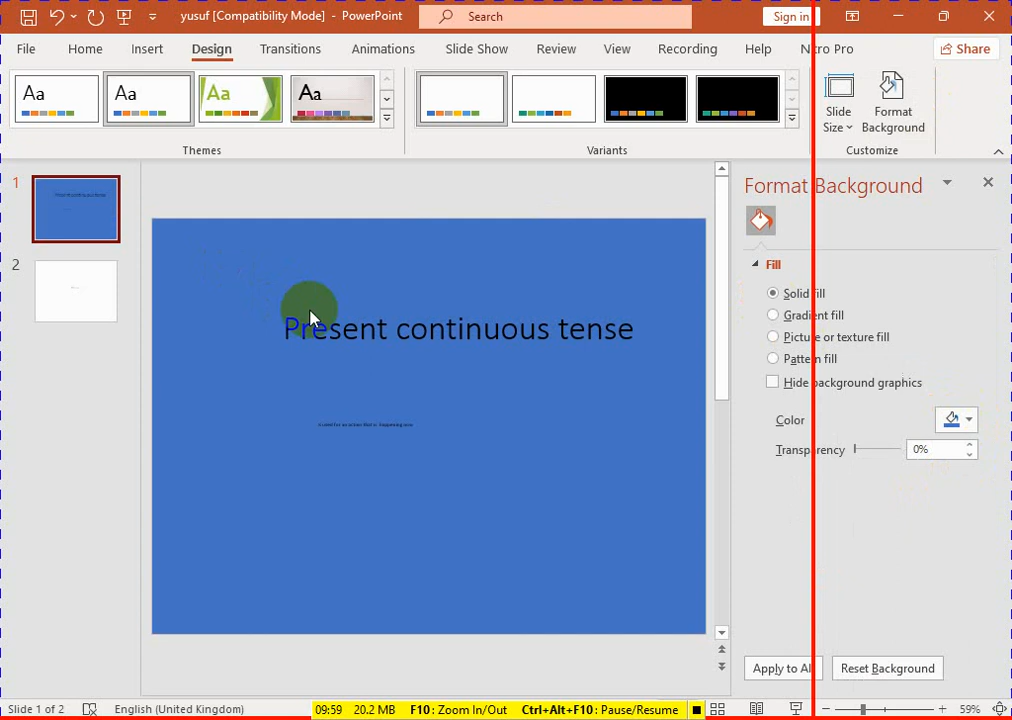 yusuf [Compatibility Mode] - PowerPoint
Search
Sign in
File Home Insert Design Transitions Animations Slide Show Review View Recording Help Nitro Pro Share
Aa Aa Aa Aa
Slide Size
Format Background
Themes
Variants
Customize
1
2
Present continuous tense
Format Background
Fill
Solid fill
Gradient fill
Picture or texture fill
Pattern fill
Hide background graphics
Color
Transparency 0%
Apply to All
Reset Background
Slide 1 of 2 English (United Kingdom)
09:59 20.2 MB F10: Zoom In/Out Ctrl+Alt+F10: Pause/Resume
59%